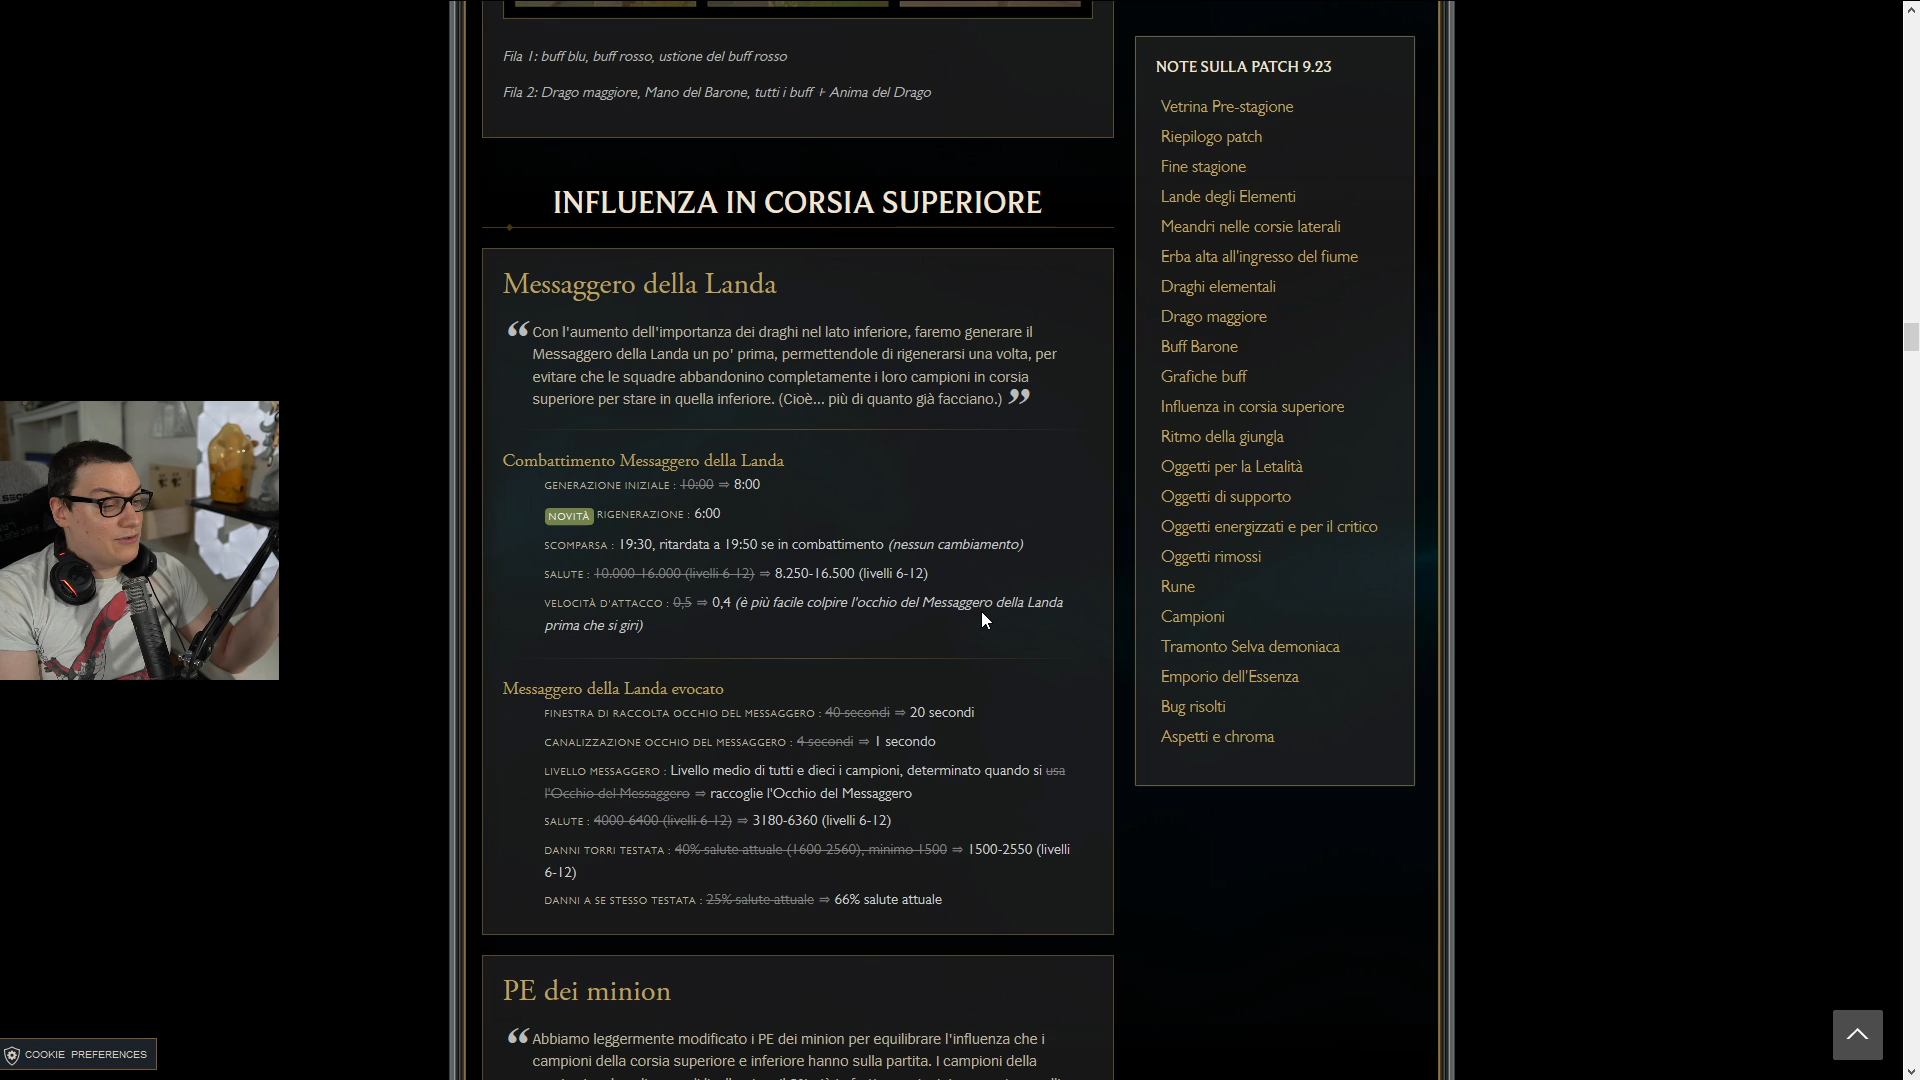 Fila 1: buff blu, buff rosso, ustione del buff rosso
Fila 2: Drago maggiore, Mano del Barone, tutti i buff + Anima del Drago
INFLUENZA IN CORSIA SUPERIORE
Messaggero della Landa
“ Con l'aumento dell'importanza dei draghi nel lato inferiore, faremo generare il
Messaggero della Landa un po' prima, permettendole di rigenerarsi una volta, per
evitare che le squadre abbandonino completamente i loro campioni in corsia
superiore per stare in quella inferiore. (Cioè... più di quanto già facciano.) ”
Combattimento Messaggero della Landa
GENERAZIONE INIZIALE : 10:00 ⇒ 8:00
NOVITÀ RIGENERAZIONE : 6:00
SCOMPARSA : 19:30, ritardata a 19:50 se in combattimento (nessun cambiamento)
SALUTE : 10.000-16.000 (livelli 6-12) ⇒ 8.250-16.500 (livelli 6-12)
VELOCITÀ D'ATTACCO : 0,5 ⇒ 0,4 (è più facile colpire l'occhio del Messaggero della Landa
prima che si giri)
Messaggero della Landa evocato
FINESTRA DI RACCOLTA OCCHIO DEL MESSAGGERO : 40 secondi ⇒ 20 secondi
CANALIZZAZIONE OCCHIO DEL MESSAGGERO : 4 secondi ⇒ 1 secondo
LIVELLO MESSAGGERO : Livello medio di tutti e dieci i campioni, determinato quando si usa
l'Occhio del Messaggero ⇒ raccoglie l'Occhio del Messaggero
SALUTE : 4000-6400 (livelli 6-12) ⇒ 3180-6360 (livelli 6-12)
DANNI TORRI TESTATA : 40% salute attuale (1600-2560), minimo 1500 ⇒ 1500-2550 (livelli
6-12)
DANNI A SE STESSO TESTATA : 25% salute attuale ⇒ 66% salute attuale
PE dei minion
“ Abbiamo leggermente modificato i PE dei minion per equilibrare l'influenza che i
campioni della corsia superiore e inferiore hanno sulla partita. I campioni della
NOTE SULLA PATCH 9.23
Vetrina Pre-stagione
Riepilogo patch
Fine stagione
Lande degli Elementi
Meandri nelle corsie laterali
Erba alta all'ingresso del fiume
Draghi elementali
Drago maggiore
Buff Barone
Grafiche buff
Influenza in corsia superiore
Ritmo della giungla
Oggetti per la Letalità
Oggetti di supporto
Oggetti energizzati e per il critico
Oggetti rimossi
Rune
Campioni
Tramonto Selva demoniaca
Emporio dell'Essenza
Bug risolti
Aspetti e chroma
COOKIE PREFERENCES